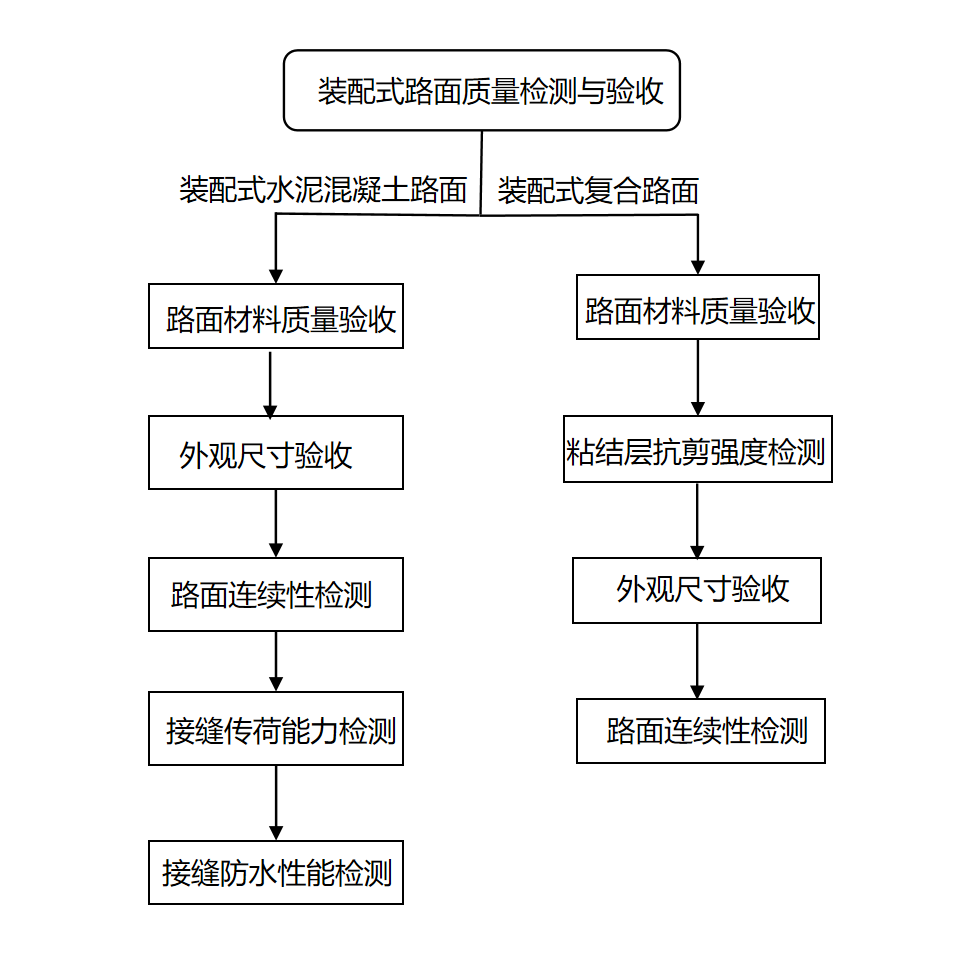 装配式路面质量检测与验收
装配式水泥混凝土路面
装配式复合路面
路面材料质量验收
外观尺寸验收
路面连续性检测
接缝传荷能力检测
接缝防水性能检测
路面材料质量验收
粘结层抗剪强度检测
外观尺寸验收
路面连续性检测